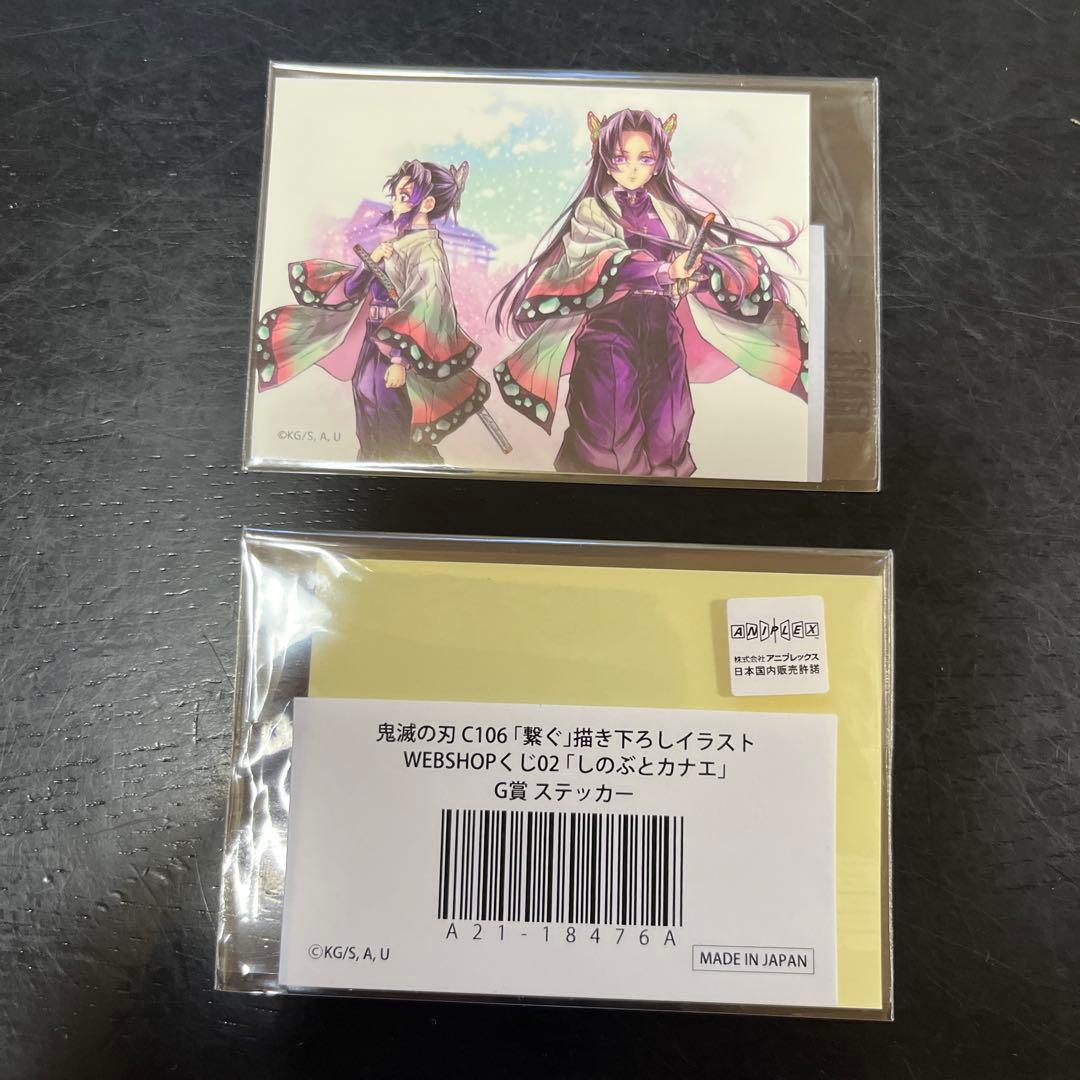 ©KG/S, A, U
ANIPLEX
株式会社アニプレックス
日本国内販売許諾
鬼滅の刃 C106「繋ぐ」描き下ろしイラスト
WEBSHOPくじ02「しのぶとカナエ」
G賞 ステッカー
A21-18476A
©KG/S, A, U
MADE IN JAPAN